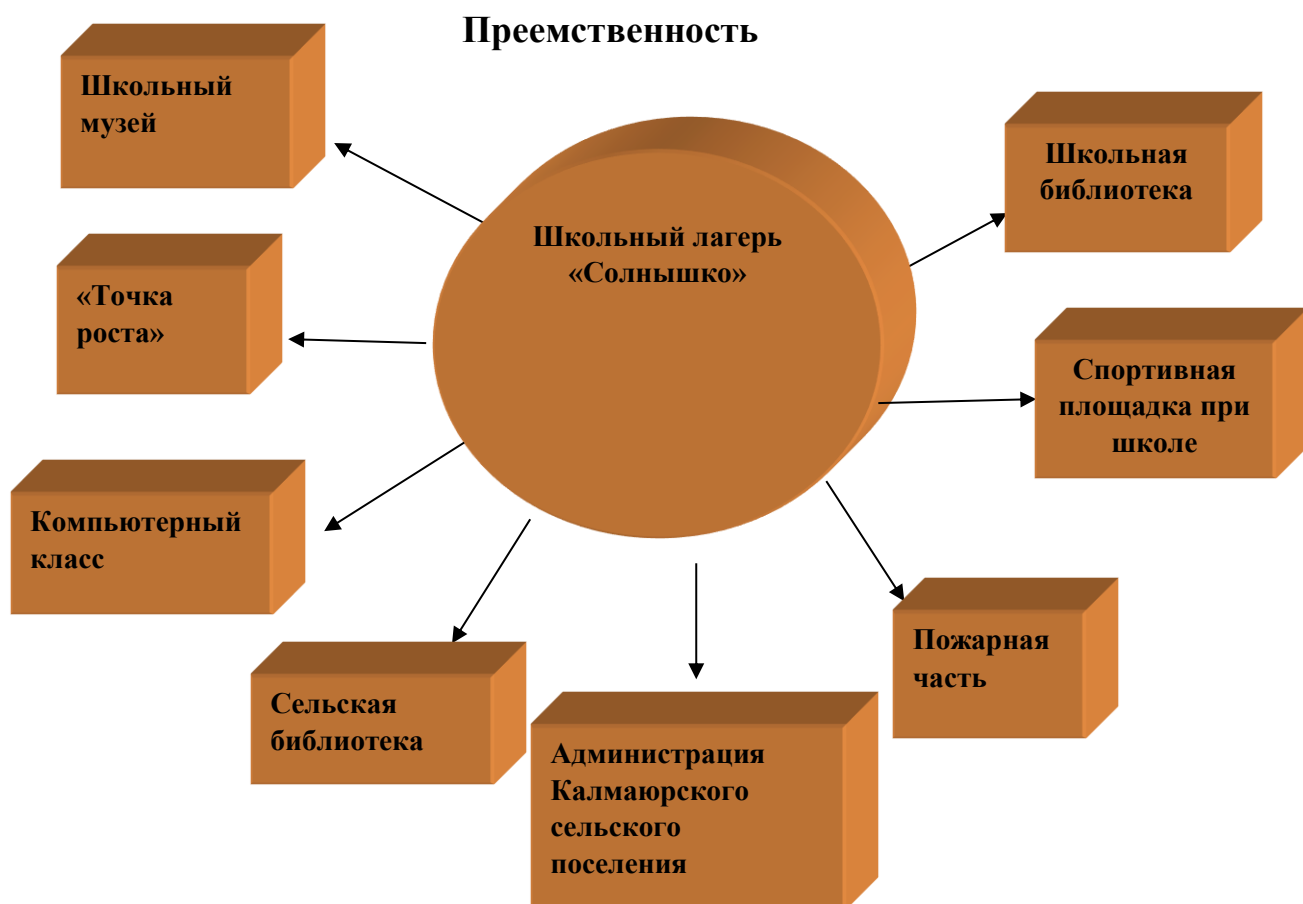 Преемственность
Школьный
музей
Школьная
библиотека
Школьный лагерь
«Солнышко»
«Точка
роста»
Спортивная
площадка при
школе
Компьютерный
класс
Пожарная
часть
Сельская
библиотека
Администрация
Калмаюрского
сельского
поселения